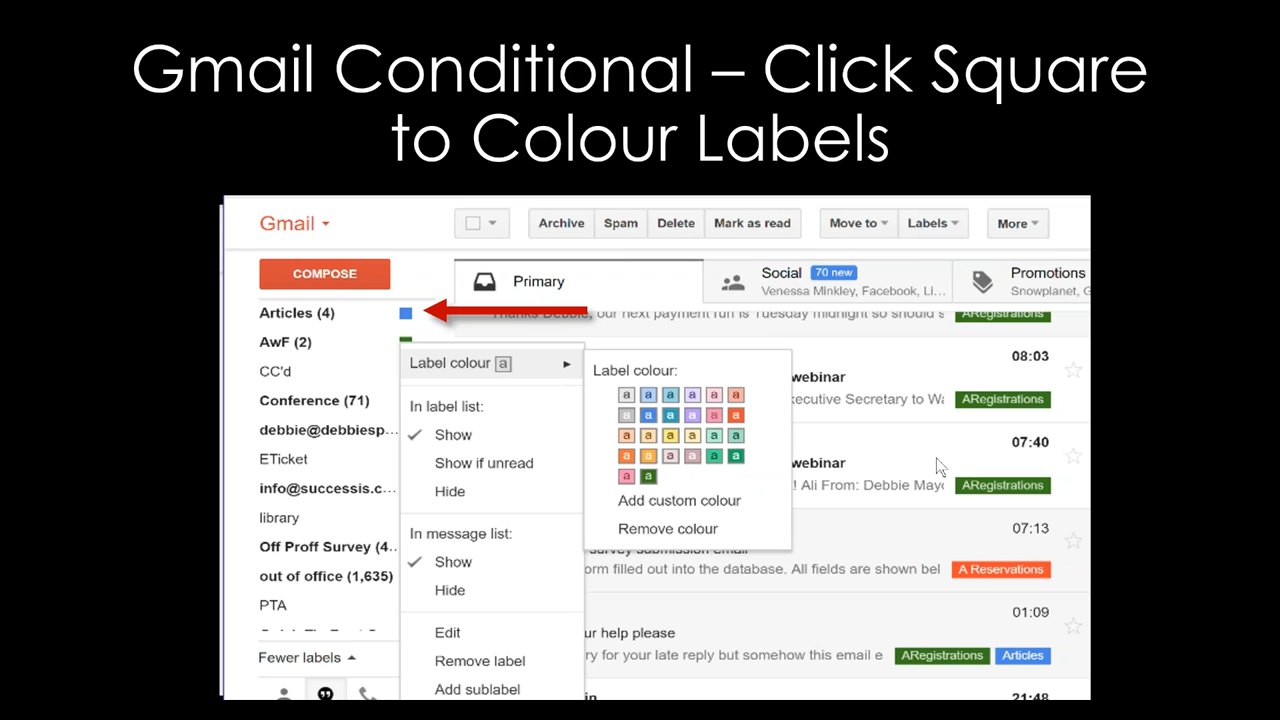 Gmail Conditional – Click Square
to Colour Labels
Gmail
Archive
Spam
Delete
Mark as read
Move to
Labels
More
COMPOSE
Primary
Social 70 new
Venessa Minkley, Facebook, Li…
Promotions
Snowplanet, G
Articles (4)
Thanks Debbie, our next payment run is Tuesday midnight so should s
ARegistrations
AwF (2)
CC'd
Conference (71)
debbie@debbiesp...
ETicket
info@successis.c...
library
Off Proff Survey (4..
out of office (1,635)
PTA
Fewer labels
Label colour a
In label list:
Show
Show if unread
Hide
In message list:
Show
Hide
Edit
Remove label
Add sublabel
Label colour:
a a a a a a
a a a a a a
a a a a a a
a a a a a a
a a
Add custom colour
Remove colour
08:03
webinar
xecutive Secretary to Wa
ARegistrations
07:40
webinar
! Ali From: Debbie Mayo
ARegistrations
07:13
survey submission email
orm filled out into the database. All fields are shown bel
A Reservations
01:09
ur help please
ry for your late reply but somehow this email e
ARegistrations
Articles
in
21:48